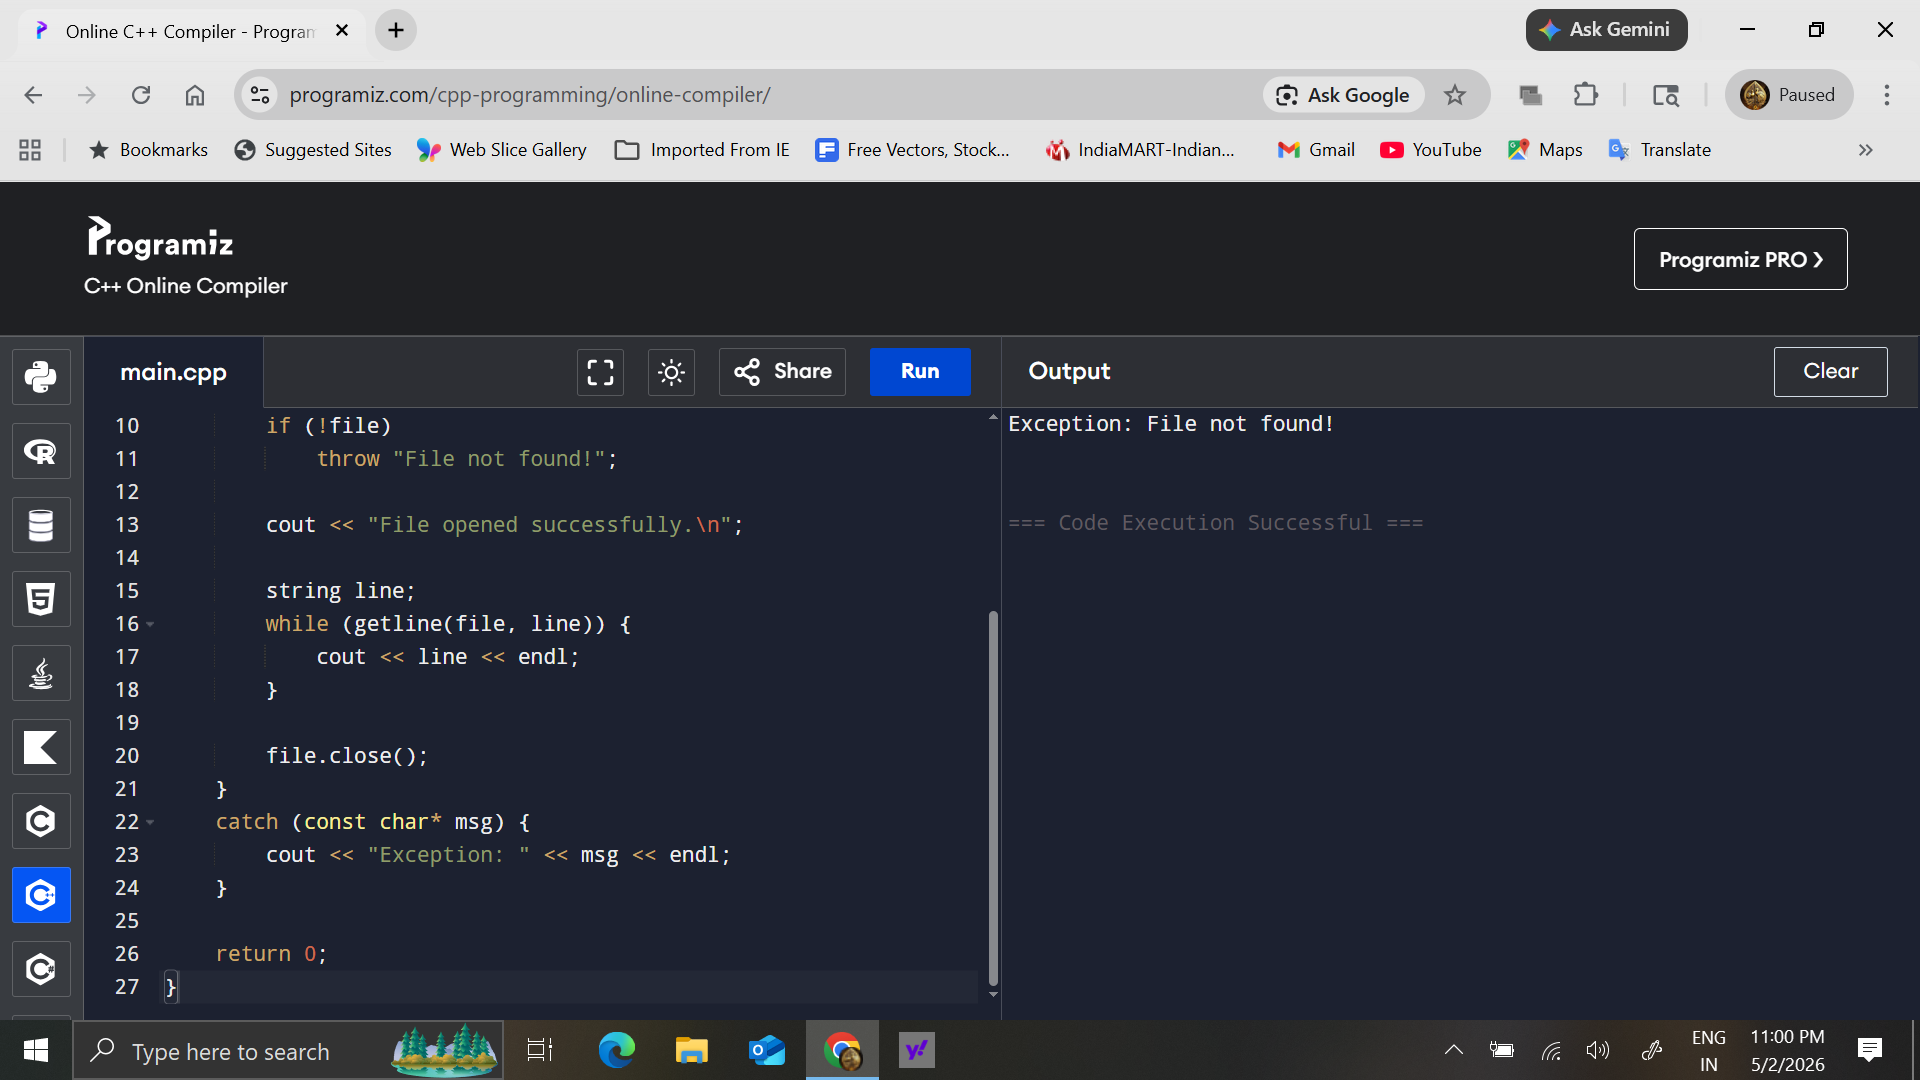 Online C++ Compiler - Program
Ask Gemini
programiz.com/cpp-programming/online-compiler/
Ask Google
Paused
Bookmarks
Suggested Sites
Web Slice Gallery
Imported From IE
Free Vectors, Stock...
IndiaMART-Indian...
Gmail
YouTube
Maps
Translate
Programiz
C++ Online Compiler
Programiz PRO
main.cpp
Share
Run
Output
Clear
10 if (!file)
11 throw "File not found!";
12
13 cout << "File opened successfully.\n";
14
15 string line;
16 while (getline(file, line)) {
17 cout << line << endl;
18 }
19
20 file.close();
21 }
22 catch (const char* msg) {
23 cout << "Exception: " << msg << endl;
24 }
25
26 return 0;
27 }
Exception: File not found!
=== Code Execution Successful ===
Type here to search
ENG
IN
11:00 PM
5/2/2026